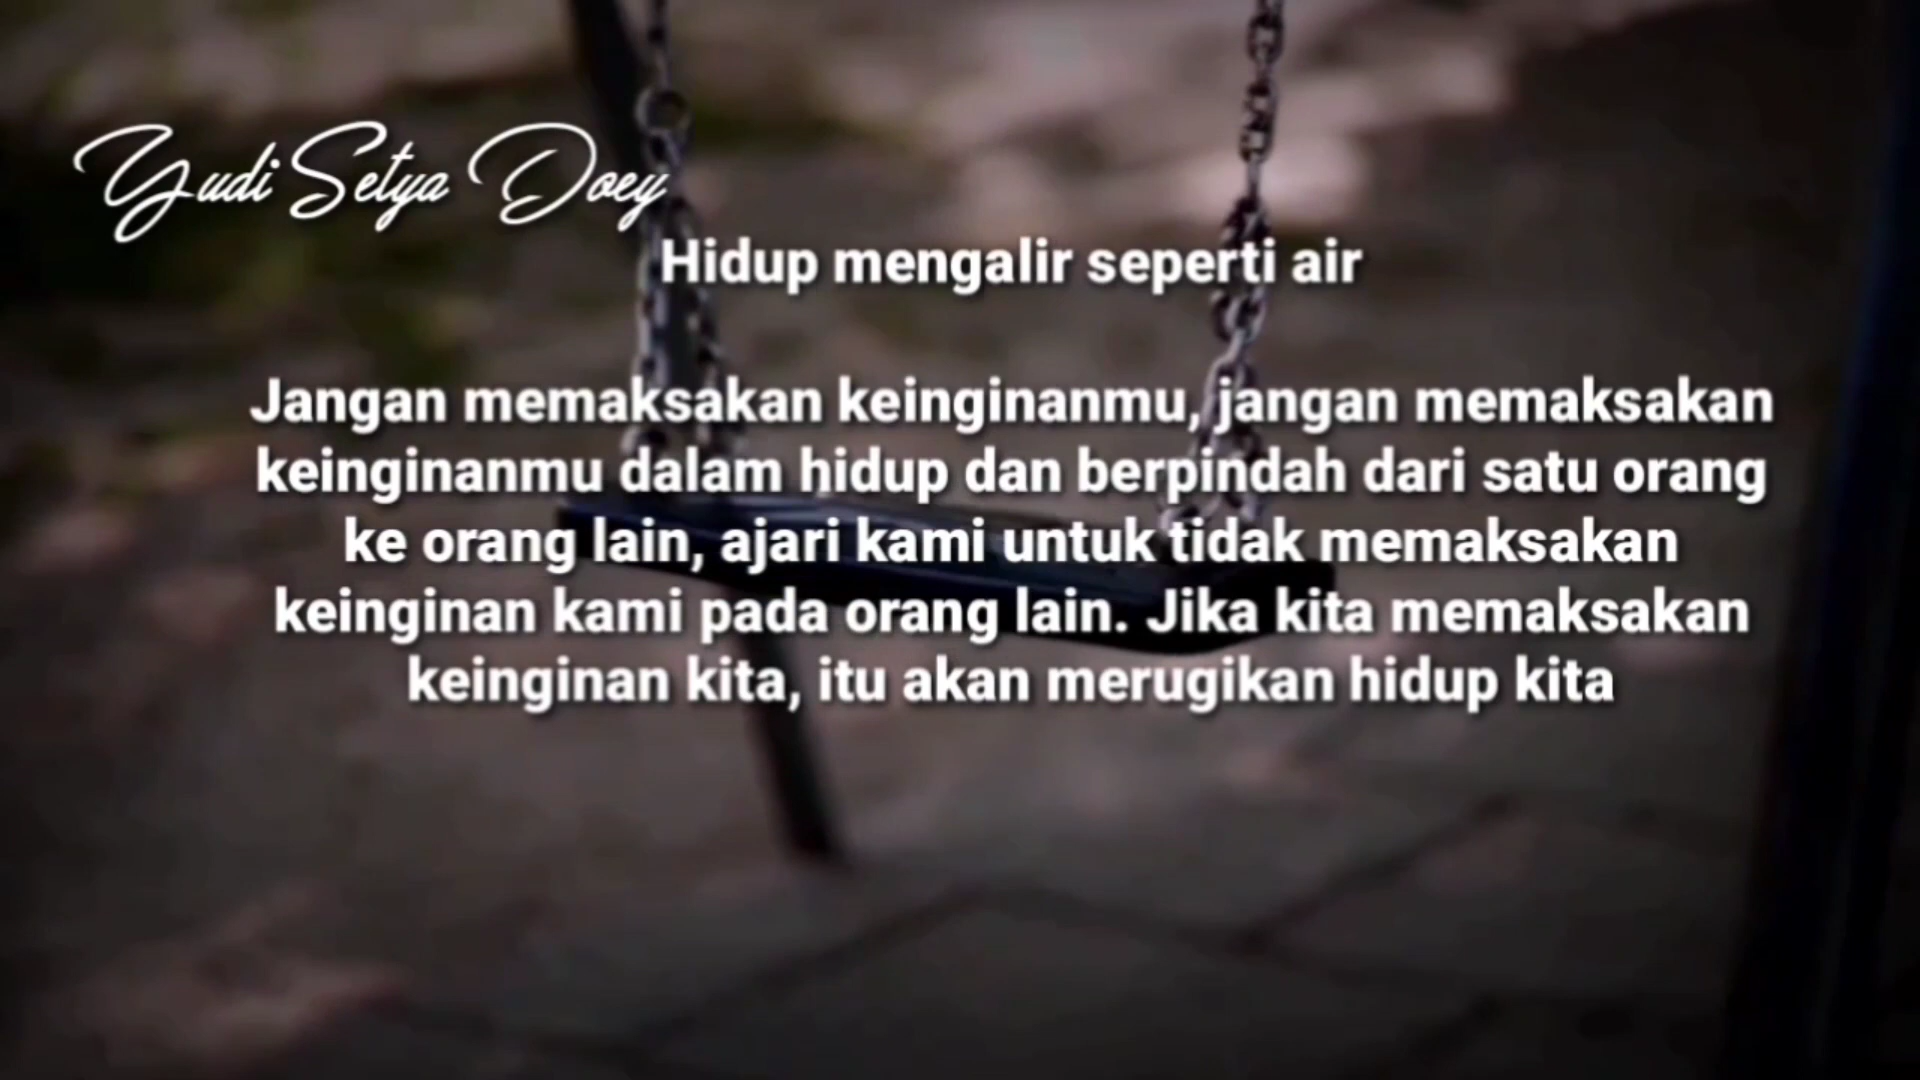 Yudi Setya Doey
Hidup mengalir seperti air
Jangan memaksakan keinginanmu, jangan memaksakan
keinginanmu dalam hidup dan berpindah dari satu orang
ke orang lain, ajari kami untuk tidak memaksakan
keinginan kami pada orang lain. Jika kita memaksakan
keinginan kita, itu akan merugikan hidup kita